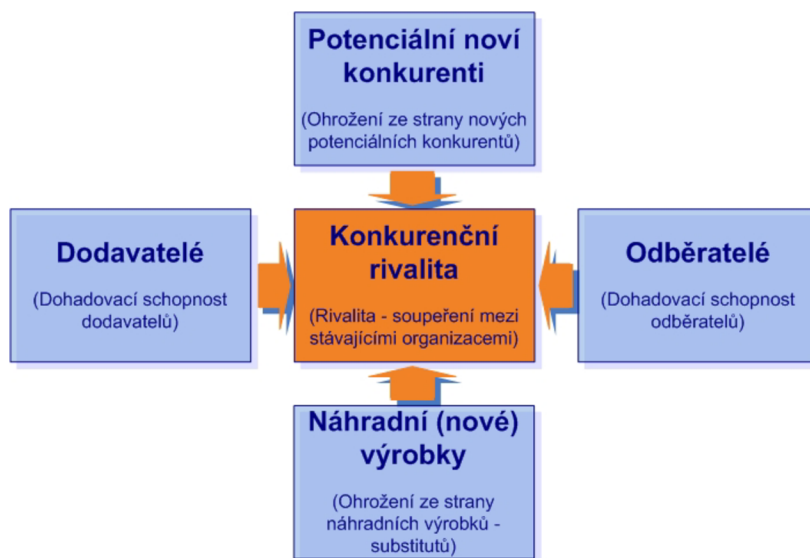 Potenciální noví
konkurenti
(Ohrožení ze strany nových
potenciálních konkurentů)
Dodavatelé
(Dohadovací schopnost
dodavatelů)
Konkurenční
rivalita
(Rivalita - soupeření mezi
stávajícími organizacemi)
Odběratelé
(Dohadovací schopnost
odběratelů)
Náhradní (nové)
výrobky
(Ohrožení ze strany
náhradních výrobků -
substitutů)